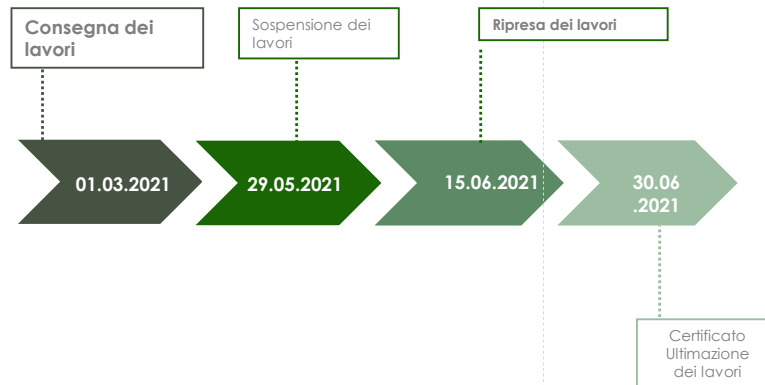 Consegna dei
lavori
Sospensione dei
lavori
Ripresa dei lavori
01.03.2021
29.05.2021
15.06.2021
30.06
.2021
Certificato
Ultimazione
dei lavori